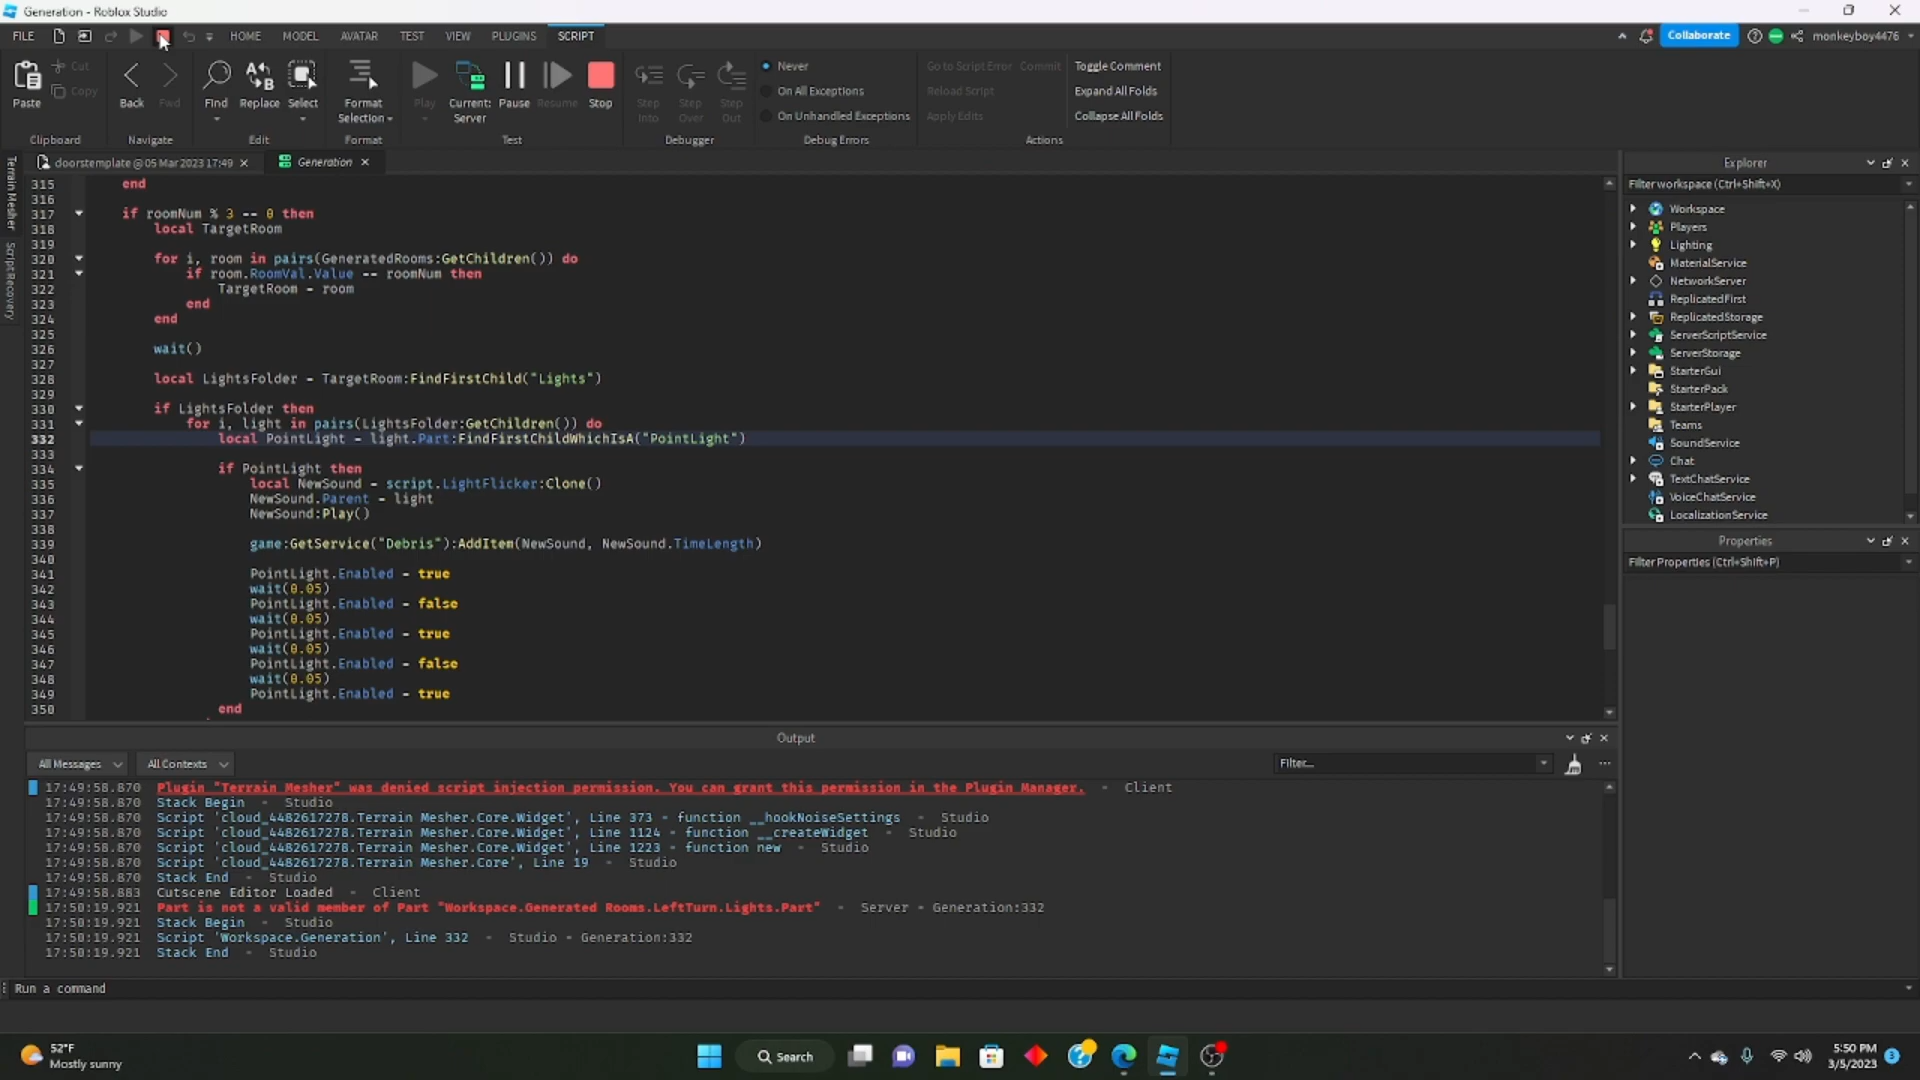 Generation - Roblox Studio
FILE HOME MODEL AVATAR TEST VIEW PLUGINS SCRIPT Collaborate monkeyboy4476
Paste Cut Copy
Clipboard
Back Fwd
Navigate
Find Replace Select
Edit
Format Selection
Format
Play Current: Server Pause Resume Stop
Test
Step Into Step Over Step Out
Debugger
Never
On All Exceptions
On Unhandled Exceptions
Debug Errors
Go to Script Error Commit
Reload Script
Apply Edits
Toggle Comment
Expand All Folds
Collapse All Folds
Actions
Terrain Mesher
ScriptRecovery
doorstemplate @ 05 Mar 2023 17:49 Generation
315 end
316
317 if roomNum % 3 == 0 then
318 local TargetRoom
319
320 for i, room in pairs(GeneratedRooms:GetChildren()) do
321 if room.RoomVal.Value == roomNum then
322 TargetRoom = room
323 end
324 end
325
326 wait()
327
328 local LightsFolder = TargetRoom:FindFirstChild("Lights")
329
330 if LightsFolder then
331 for i, light in pairs(LightsFolder:GetChildren()) do
332 local PointLight = light.Part:FindFirstChildWhichIsA("PointLight")
333
334 if PointLight then
335 local NewSound = script.LightFlicker:Clone()
336 NewSound.Parent = light
337 NewSound:Play()
338
339 game:GetService("Debris"):AddItem(NewSound, NewSound.TimeLength)
340
341 PointLight.Enabled = true
342 wait(0.05)
343 PointLight.Enabled = false
344 wait(0.05)
345 PointLight.Enabled = true
346 wait(0.05)
347 PointLight.Enabled = false
348 wait(0.05)
349 PointLight.Enabled = true
350 end
Explorer
Filter workspace (Ctrl+Shift+X)
Workspace
Players
Lighting
MaterialService
NetworkServer
ReplicatedFirst
ReplicatedStorage
ServerScriptService
ServerStorage
StarterGui
StarterPack
StarterPlayer
Teams
SoundService
Chat
TextChatService
VoiceChatService
LocalizationService
Properties
Filter Properties (Ctrl+Shift+P)
Output
All Messages All Contexts Filter...
17:49:58.870 Plugin "Terrain Mesher" was denied script injection permission. You can grant this permission in the Plugin Manager. - Client
17:49:58.870 Stack Begin - Studio
17:49:58.870 Script 'cloud_4482617278.Terrain Mesher.Core.Widget', Line 373 - function __hookNoiseSettings - Studio
17:49:58.870 Script 'cloud_4482617278.Terrain Mesher.Core.Widget', Line 1124 - function __createWidget - Studio
17:49:58.870 Script 'cloud_4482617278.Terrain Mesher.Core.Widget', Line 1223 - function new - Studio
17:49:58.870 Script 'cloud_4482617278.Terrain Mesher.Core', Line 19 - Studio
17:49:58.870 Stack End - Studio
17:49:58.883 Cutscene Editor Loaded - Client
17:50:19.921 Part is not a valid member of Part "Workspace.Generated Rooms.LeftTurn.Lights.Part" - Server - Generation:332
17:50:19.921 Stack Begin - Studio
17:50:19.921 Script 'Workspace.Generation', Line 332 - Studio - Generation:332
17:50:19.921 Stack End - Studio
Run a command
52°F
Mostly sunny
Search
5:50 PM
3/5/2023
3